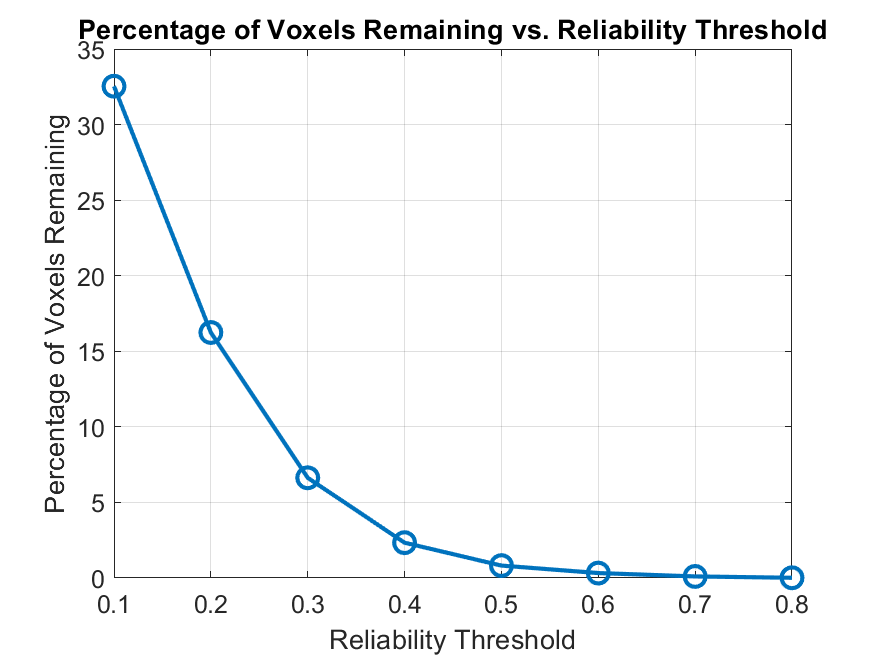 Percentage of Voxels Remaining vs. Reliability Threshold
35
30
25
20
15
10
5
0
Percentage of Voxels Remaining
0.1 0.2 0.3 0.4 0.5 0.6 0.7 0.8
Reliability Threshold